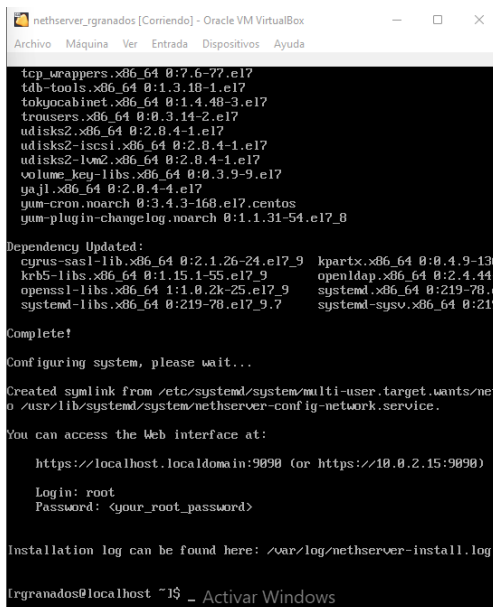 nethserver_rgranados [Corriendo] - Oracle VM VirtualBox
Archivo Máquina Ver Entrada Dispositivos Ayuda
tcp_wrappers.x86_64 0:7.6-77.el7
tdb-tools.x86_64 0:1.3.18-1.el7
tokyocabinet.x86_64 0:1.4.48-3.el7
trousers.x86_64 0:0.3.14-2.el7
udisks2.x86_64 0:2.8.4-1.el7
udisks2-iscsi.x86_64 0:2.8.4-1.el7
udisks2-lvm2.x86_64 0:2.8.4-1.el7
volume_key-libs.x86_64 0:0.3.9-9.el7
yajl.x86_64 0:2.0.4-4.el7
yum-cron.noarch 0:3.4.3-168.el7.centos
yum-plugin-changelog.noarch 0:1.1.31-54.el7_8
Dependency Updated:
cyrus-sasl-lib.x86_64 0:2.1.26-24.el7_9 kpartx.x86_64 0:0.4.9-136
krb5-libs.x86_64 0:1.15.1-55.el7_9 openldap.x86_64 0:2.4.44
openssl-libs.x86_64 1:1.0.2k-25.el7_9 systemd.x86_64 0:219-78.e
systemd-libs.x86_64 0:219-78.el7_9.7 systemd-sysv.x86_64 0:219
Complete!
Configuring system, please wait...
Created symlink from /etc/systemd/system/multi-user.target.wants/net
o /usr/lib/systemd/system/nethserver-config-network.service.
You can access the Web interface at:
https://localhost.localdomain:9090 (or https://10.0.2.15:9090)
Login: root
Password: <your_root_password>
Installation log can be found here: /var/log/nethserver-install.log
[rgranados@localhost ~]$ _ Activar Windows